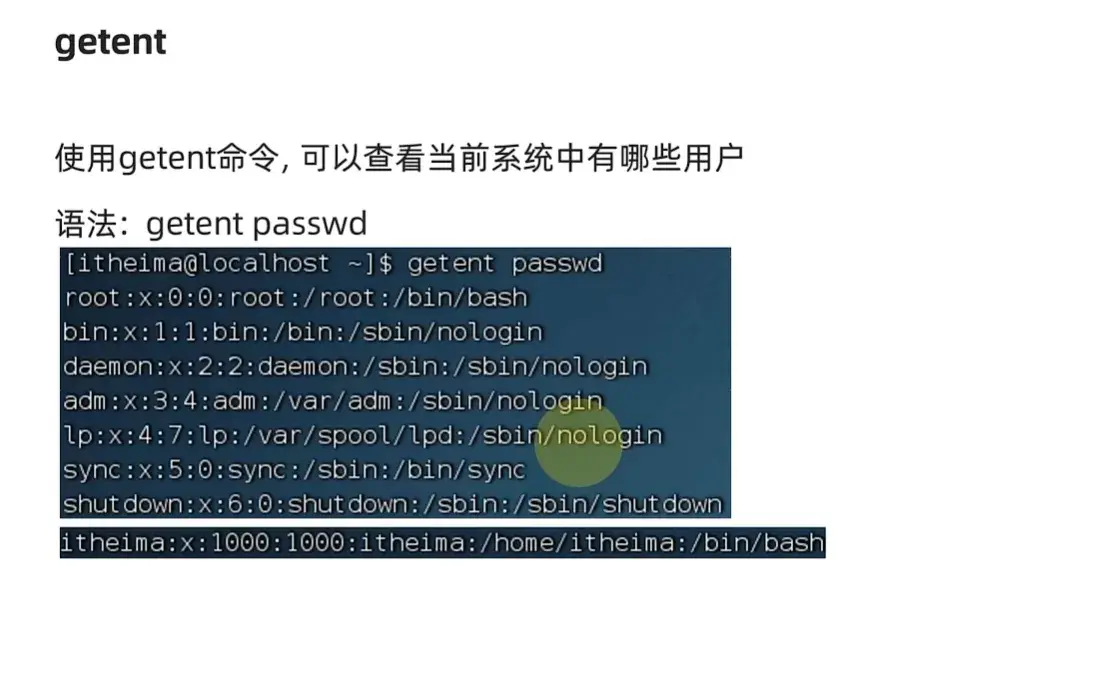 getent
使用getent命令, 可以查看当前系统中有哪些用户
语法：getent passwd
[itheima@localhost ~]$ getent passwd
root:x:0:0:root:/root:/bin/bash
bin:x:1:1:bin:/bin:/sbin/nologin
daemon:x:2:2:daemon:/sbin:/sbin/nologin
adm:x:3:4:adm:/var/adm:/sbin/nologin
lp:x:4:7:lp:/var/spool/lpd:/sbin/nologin
sync:x:5:0:sync:/sbin:/bin/sync
shutdown:x:6:0:shutdown:/sbin:/sbin/shutdown
itheima:x:1000:1000:itheima:/home/itheima:/bin/bash